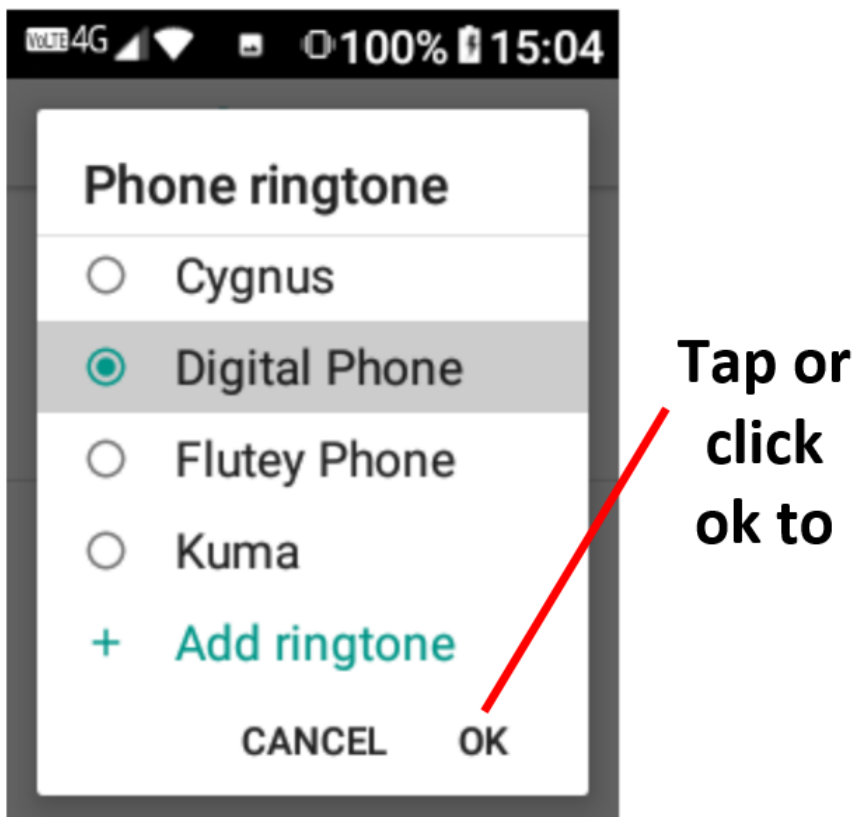 VoLTE 4G 100% 15:04
Phone ringtone
Cygnus
Digital Phone
Flutey Phone
Kuma
+ Add ringtone
CANCEL OK
Tap or
click
ok to